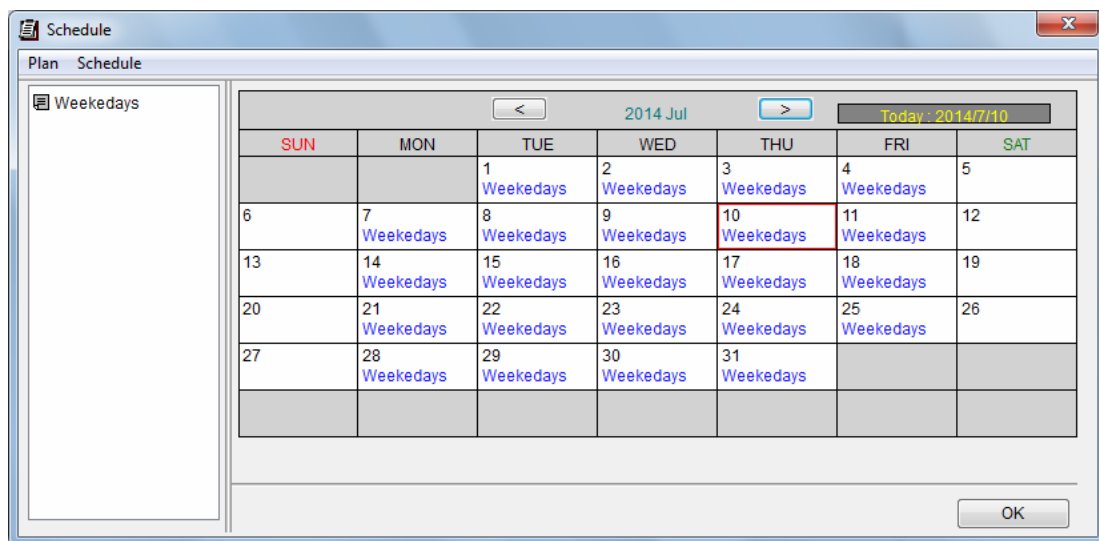 Schedule
X
Plan Schedule
Weekedays
< 2014 Jul > Today : 2014/7/10
SUN MON TUE WED THU FRI SAT
1 2 3 4 5
Weekedays Weekedays Weekedays Weekedays
6 7 8 9 10 11 12
Weekedays Weekedays Weekedays Weekedays Weekedays
13 14 15 16 17 18 19
Weekedays Weekedays Weekedays Weekedays Weekedays
20 21 22 23 24 25 26
Weekedays Weekedays Weekedays Weekedays Weekedays
27 28 29 30 31
Weekedays Weekedays Weekedays Weekedays
OK